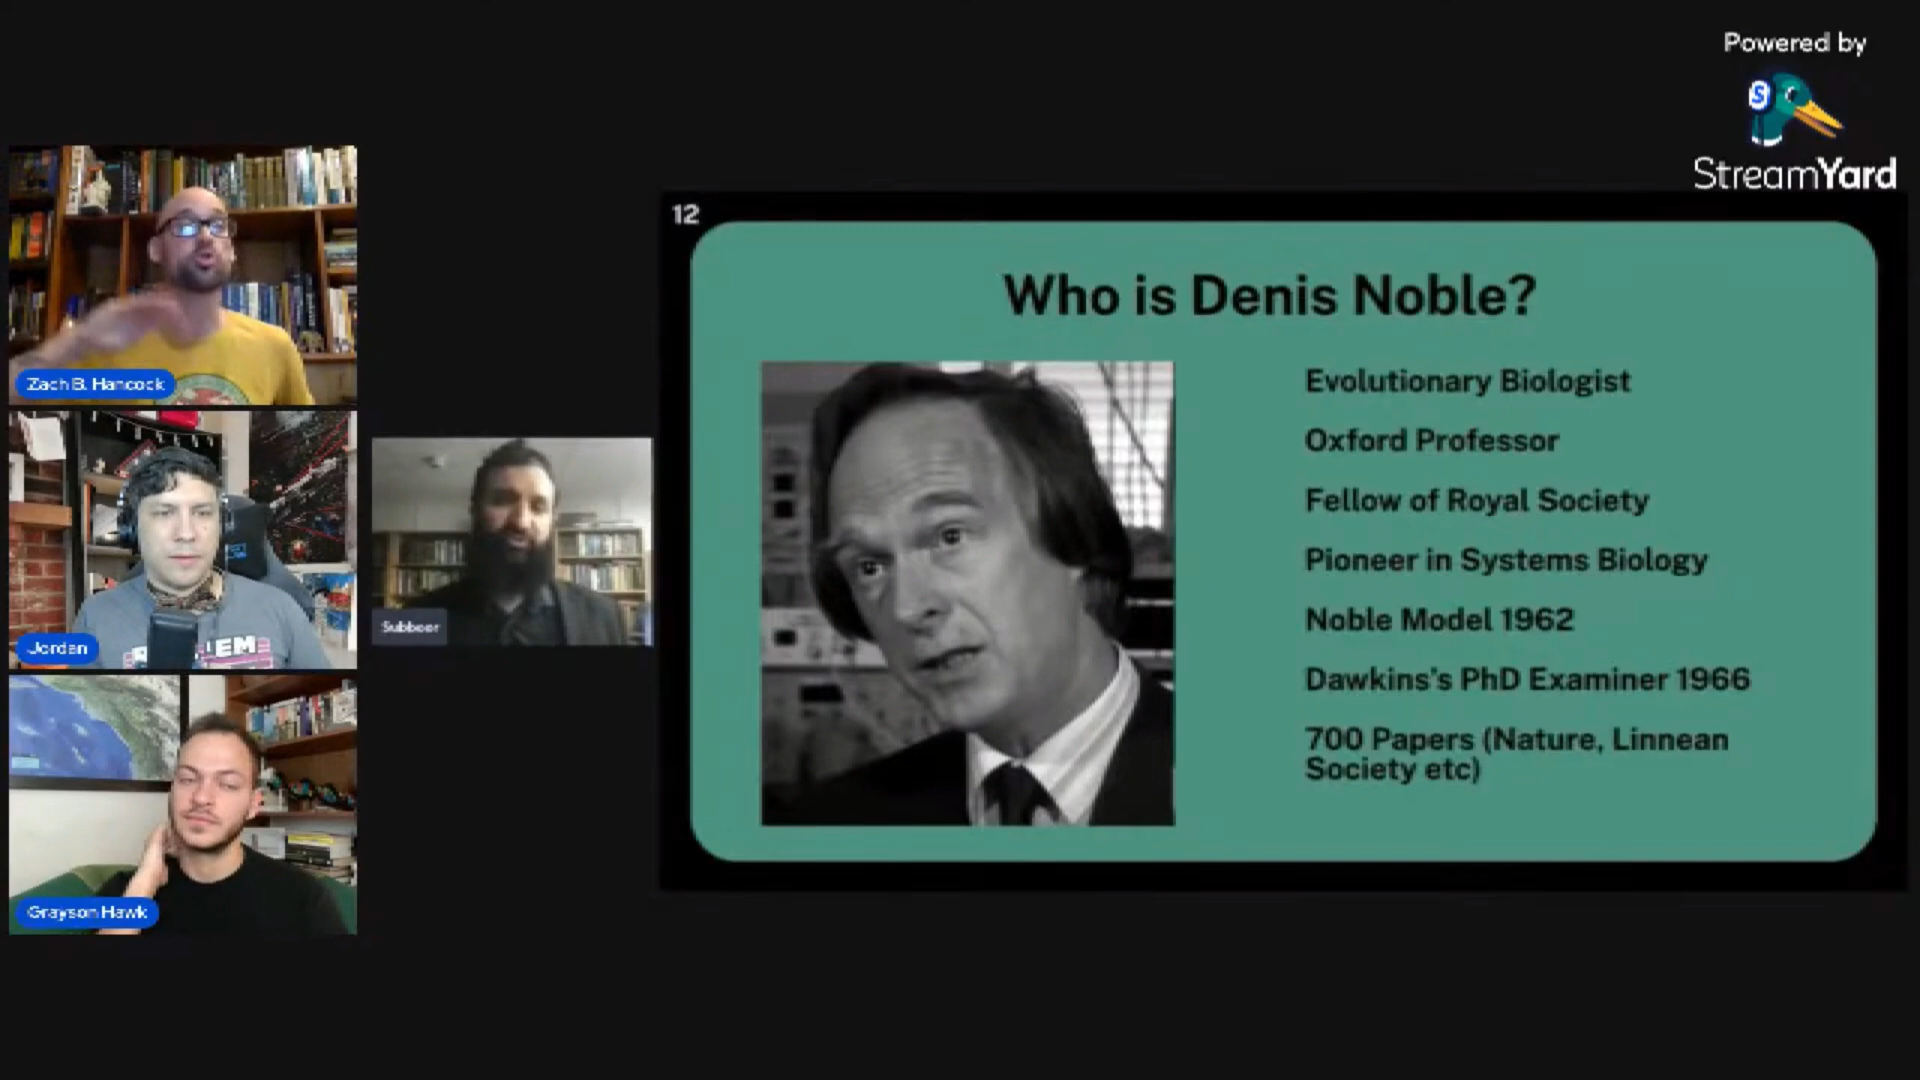 Powered by
StreamYard
12
Who is Denis Noble?
Evolutionary Biologist
Oxford Professor
Fellow of Royal Society
Pioneer in Systems Biology
Noble Model 1962
Dawkins's PhD Examiner 1966
700 Papers (Nature, Linnean
Society etc)
Zach B. Hancock
Jordan
Subboor
Grayson Hawk